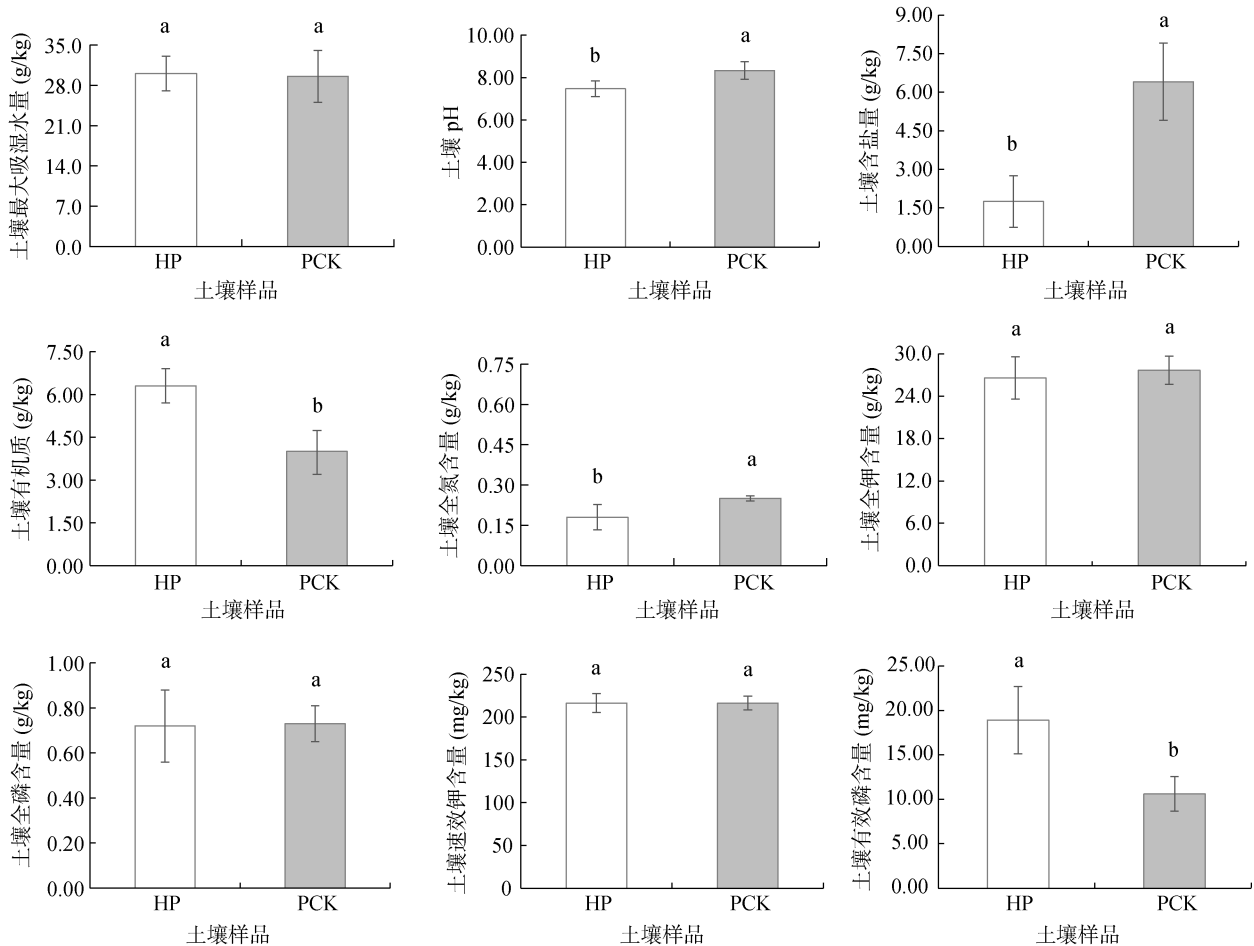 土壤最大吸湿水量 (g/kg)
35.0
28.0
21.0
14.0
7.0
0.0
a
a
HP
PCK
土壤样品
土壤 pH
10.00
8.00
6.00
4.00
2.00
0.00
b
a
HP
PCK
土壤样品
土壤含盐量 (g/kg)
9.00
7.50
6.00
4.50
3.00
1.50
0.00
b
a
HP
PCK
土壤样品
土壤有机质 (g/kg)
7.50
6.00
4.50
3.00
1.50
0.00
a
b
HP
PCK
土壤样品
土壤全氮含量 (g/kg)
0.75
0.60
0.45
0.30
0.15
0.00
b
a
HP
PCK
土壤样品
土壤全钾含量 (g/kg)
30.0
24.0
18.0
12.0
6.0
0.0
a
a
HP
PCK
土壤样品
土壤全磷含量 (g/kg)
1.00
0.80
0.60
0.40
0.20
0.00
a
a
HP
PCK
土壤样品
土壤速效钾含量 (mg/kg)
250
200
150
100
50
0
a
a
HP
PCK
土壤样品
土壤有效磷含量 (mg/kg)
25.00
20.00
15.00
10.00
5.00
0.00
a
b
HP
PCK
土壤样品